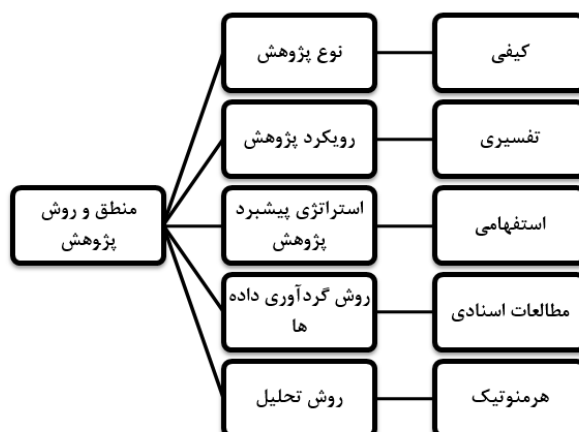 نوع پژوهش
کیفی
رویکرد پژوهش
تفسیری
منطق و روش
پژوهش
استراتژی پیشبرد
پژوهش
استفهامی
روش گردآوری داده
ها
مطالعات اسنادی
روش تحلیل
هرمنوتیک